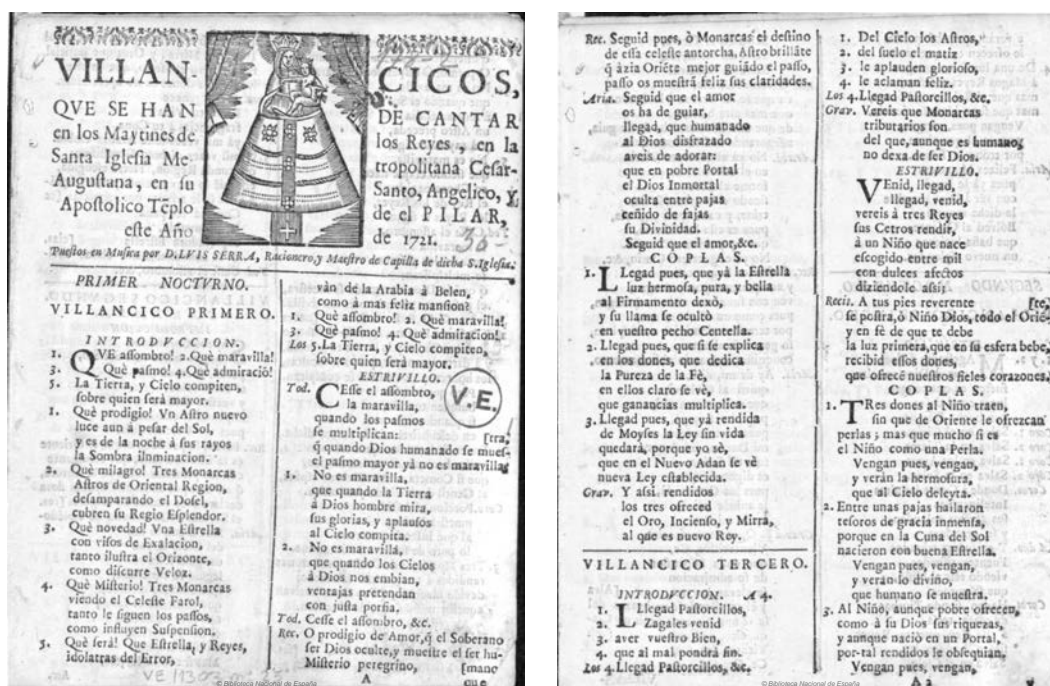 VILLAN- CICOS,
QVE SE HAN DE CANTAR
en los Maytines de los Reyes, en la
Santa Iglesia Me- tropolitana Cesar-
Augustana, en su Santo, Angelico, y
Apostolico Tẽplo de el PILAR,
este Año de 1721.
Puestos en Musica por D. LVIS SERRA, Racionero, y Maestro de Capilla de dicha S. Iglesia.
PRIMER NOCTVRNO.
VILLANCICO PRIMERO.
INTRODVCCION.
1. QVE assombro! 2. Què maravilla!
3. Què pasmo! 4. Què admiraciõ!
5. La Tierra, y Cielo compiten,
sobre quien serà mayor.
1. Què prodigio! Vn Astro nuevo
luce aun à pesar del Sol,
y es de la noche à sus rayos
la Sombra iluminacion.
2. Què milagro! Tres Monarcas
Astros de Oriental Region,
desamparando el Dosel,
cubren su Regio Esplendor.
3. Què novedad! Vna Estrella
con visos de Exalacion,
tanto ilustra el Orizonte,
como discurre Veloz.
4. Què Misterio! Tres Monarcas
viendo el Celeste Farol,
tanto le siguen los passos,
como influyen Suspension.
5. Què serà! Que Estrella, y Reyes,
idolatras del Error,
vàn de la Arabia à Belen,
como à mas feliz mansion?
1. Què assombro! 2. Què maravilla!
3. Què pasmo! 4. Què admiracion!
Los 5. La Tierra, y Cielo compiten,
sobre quien serà mayor.
ESTRIVILLO.
Tod. CEsse el assombro,
la maravilla,
quando los pasmos
se multiplican: [tra,
q̃ quando Dios humanado se mues-
el pasmo mayor yà no es maravilla
1. No es maravilla,
que quando la Tierra
à Dios hombre mira,
sus glorias, y aplausos
al Cielo compita.
2. No es maravilla,
que quando los Cielos
à Dios nos embian,
ventajas pretendan
con justa porfia.
Tod. Cesse el assombro, &c.
Rec. O prodigio de Amor, q̃ el Soberano
ser Dios oculte, y muestre el ser hu-
Misterio peregrino, [mano
A que
V.E.
© Biblioteca Nacional de España
Rec. Seguid pues, ò Monarcas el destino
de essa celeste antorcha, Astro brillãte
q̃ àzia Oriẽte mejor guiãdo el passo,
passo os muestrã feliz sus claridades.
Aria. Seguid que el amor
os ha de guiar,
llegad, que humanado
al Dios disfrazado
aveis de adorar:
que en pobre Portal
el Dios Inmortal
oculta entre pajas
ceñido de fajas
su Divinidad.
Seguid que el amor, &c.
COPLAS.
1. LLegad pues, que yà la Estrella
luz hermosa, pura, y bella
al Firmamento dexò,
y su llama se ocultò
en vuestro pecho Centella.
2. Llegad pues, que si se explica
en los dones, que dedica
la Pureza de la Fè,
en ellos claro se vè,
que ganancias multiplica.
3. Llegad pues, que yà rendida
de Moyses la Ley sin vida
quedarà, porque yo sè,
que en el Nuevo Adan se vè
nueva Ley establecida.
Grav. Y assi rendidos
los tres ofreced
el Oro, Incienso, y Mirra,
al que es nuevo Rey.
VILLANCICO TERCERO.
INTRODVCCION. A 4.
1. LLegad Pastorcillos,
2. Zagales venid
3. aver vuestro Bien,
4. que al mal pondrà fin.
Los 4. Llegad Pastorcillos, &c.
1. Del Cielo los Astros,
2. del suelo el matiz
3. le aplauden glorioso,
4. le aclaman feliz.
Los 4. Llegad Pastorcillos, &c.
Grav. Vereis que Monarcas
tributarios son
del que, aunque es humano,
no dexa de ser Dios.
ESTRIVILLO.
VEnid, llegad,
llegad, venid,
vereis à tres Reyes
sus Cetros rendir,
à un Niño que nace
escogido entre mil
con dulces afectos
diziendole assi:
Recit. A tus pies reverente [te,
se postra, ò Niño Dios, todo el Oriẽ-
y en fè de que te debe
la luz primera, que en su esfera bebe,
recibid essos dones,
que ofrecẽ nuestros fieles corazones.
COPLAS.
1. TRes dones al Niño traen,
sin que de Oriente le ofrezcan
perlas; mas que mucho si es
el Niño como una Perla.
Vengan pues, vengan,
y veràn la hermosura,
que al Cielo deleyta.
2. Entre unas pajas hallaron
tesoros de gracia inmensa,
porque en la Cuna del Sol
nacieron con buena Estrella.
Vengan pues, vengan,
y veràn lo divino,
que humano se muestra.
3. Al Niño, aunque pobre ofrecen,
como à su Dios sus riquezas,
y aunque naciò en un Portal,
por-tal rendidos le obsequian.
Vengan pues, vengan,
A 2 y
© Biblioteca Nacional de España